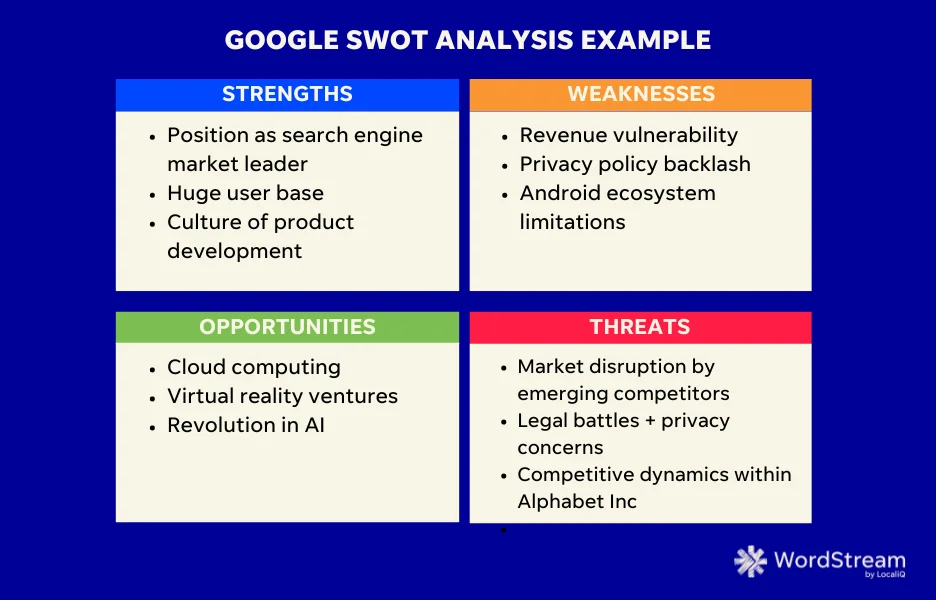 GOOGLE SWOT ANALYSIS EXAMPLE
STRENGTHS
• Position as search engine
market leader
• Huge user base
• Culture of product
development
WEAKNESSES
• Revenue vulnerability
• Privacy policy backlash
• Android ecosystem
limitations
OPPORTUNITIES
• Cloud computing
• Virtual reality ventures
• Revolution in AI
THREATS
• Market disruption by
emerging competitors
• Legal battles + privacy
concerns
• Competitive dynamics within
Alphabet Inc
•
WordStream
by LocaliQ